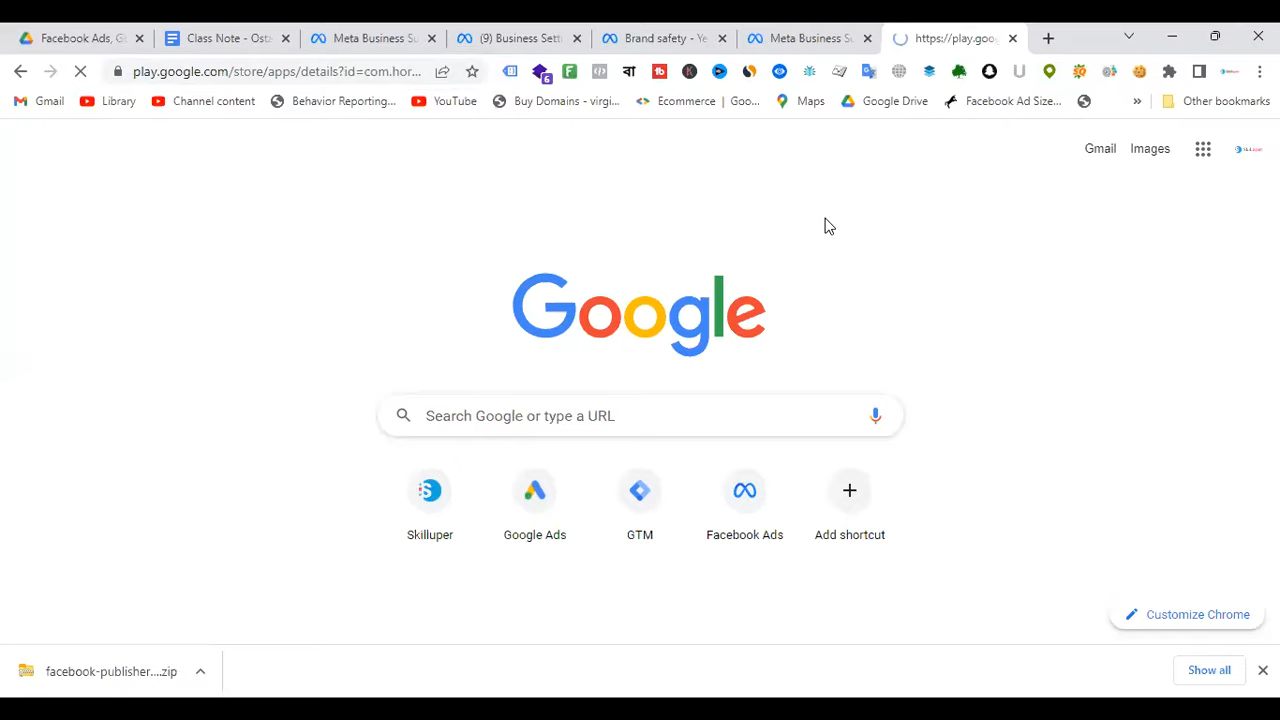 Facebook Ads, G
Class Note - Oste
Meta Business Su
(9) Business Sett
Brand safety - Ye
Meta Business Su
https://play.goog
play.google.com/store/apps/details?id=com.hor...
বা
6
Gmail
Library
Channel content
Behavior Reporting...
YouTube
Buy Domains - virgi...
Ecommerce | Goo...
Maps
Google Drive
Facebook Ad Size...
»
Other bookmarks
Gmail
Images
Google
Search Google or type a URL
Skilluper
Google Ads
GTM
Facebook Ads
Add shortcut
Customize Chrome
facebook-publisher....zip
Show all